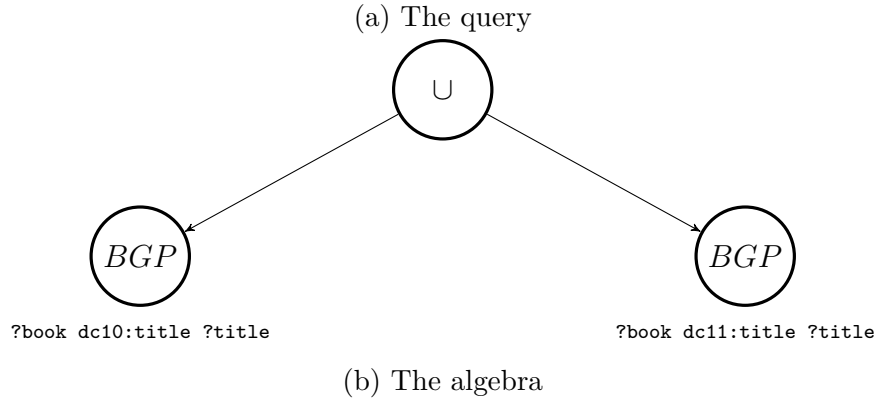 (a) The query
∪
BGP
BGP
?book dc10:title ?title
?book dc11:title ?title
(b) The algebra